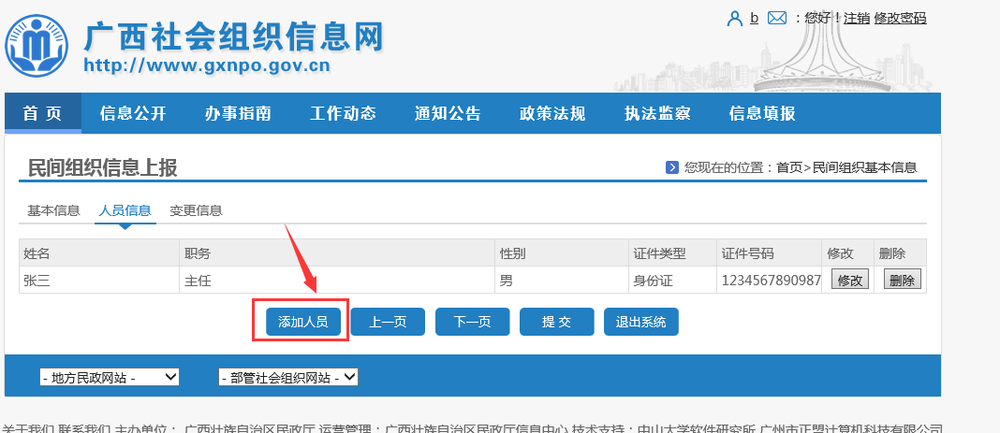 b ：您好！注销 修改密码
广西社会组织信息网
http://www.gxnpo.gov.cn
首 页 信息公开 办事指南 工作动态 通知公告 政策法规 执法监察 信息填报
民间组织信息上报 您现在的位置：首页>民间组织基本信息
基本信息 人员信息 变更信息
姓名 职务 性别 证件类型 证件号码 修改 删除
张三 主任 男 身份证 1234567890987 修改 删除
添加人员 上一页 下一页 提 交 退出系统
- 地方民政网站 - - 部管社会组织网站 -
关于我们 联系我们 主办单位： 广西壮族自治区民政厅 运营管理：广西壮族自治区民政厅信息中心 技术支持：中山大学软件研究所 广州市正盟计算机科技有限公司